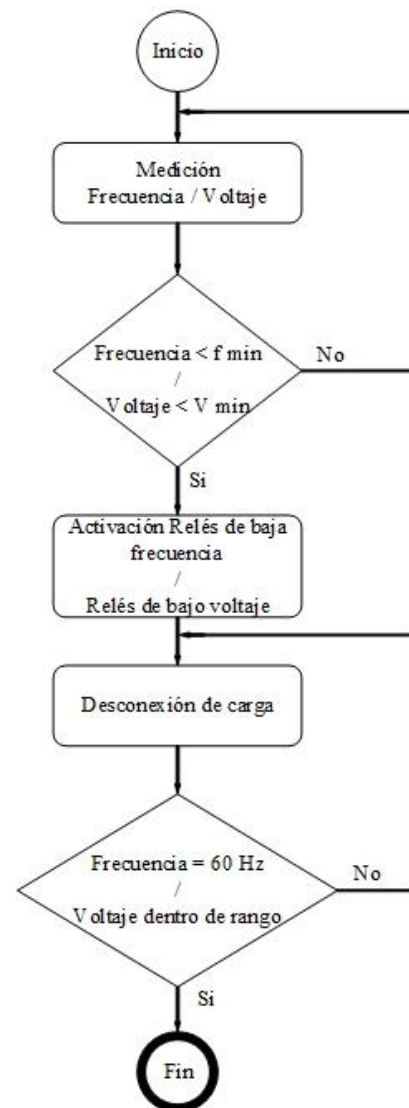 Inicio
Medición
Frecuencia / Voltaje
Frecuencia < f min
/
Voltaje < V min
No
Si
Activación Relés de baja
frecuencia
/
Relés de bajo voltaje
Desconexión de carga
Frecuencia = 60 Hz
/
Voltaje dentro de rango
No
Si
Fin